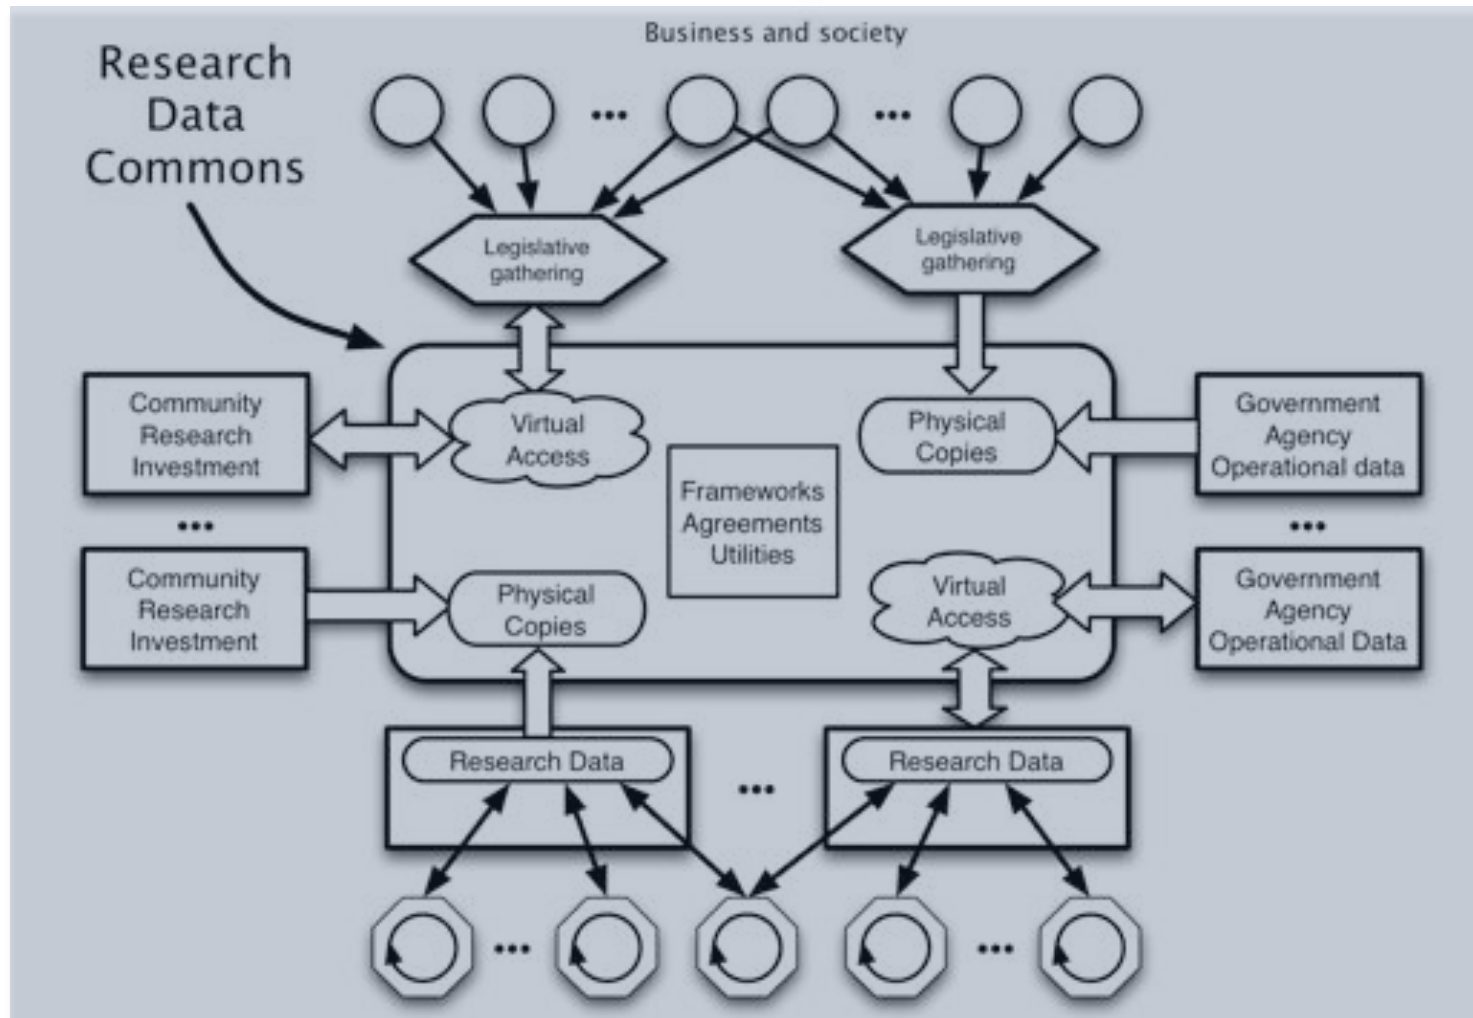 Business and society
Research
Data
Commons
...
...
Legislative
gathering
Legislative
gathering
Community
Research
Investment
Virtual
Access
Physical
Copies
Government
Agency
Operational data
Frameworks
Agreements
Utilities
...
...
Community
Research
Investment
Physical
Copies
Virtual
Access
Government
Agency
Operational Data
Research Data
...
Research Data
...
...